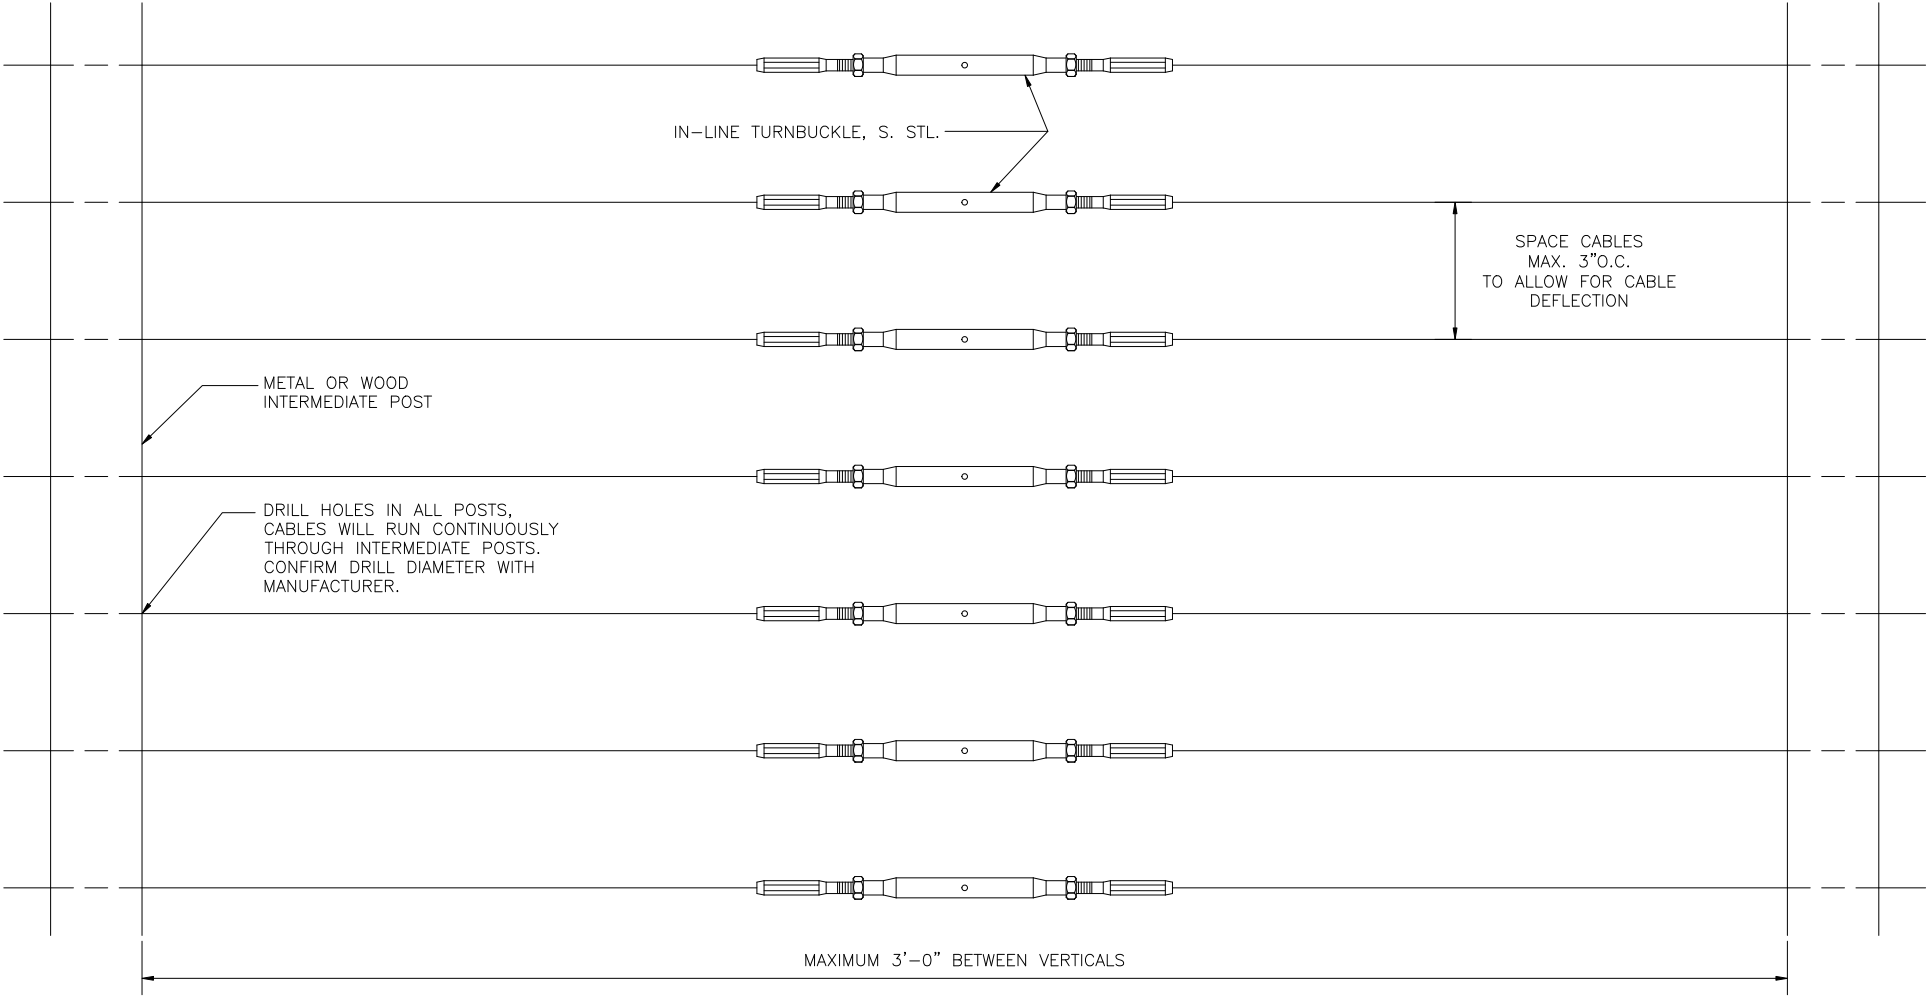 IN-LINE TURNBUCKLE, S. STL.
SPACE CABLES
MAX. 3"O.C.
TO ALLOW FOR CABLE
DEFLECTION
METAL OR WOOD
INTERMEDIATE POST
DRILL HOLES IN ALL POSTS,
CABLES WILL RUN CONTINUOUSLY
THROUGH INTERMEDIATE POSTS.
CONFIRM DRILL DIAMETER WITH
MANUFACTURER.
MAXIMUM 3'-0" BETWEEN VERTICALS